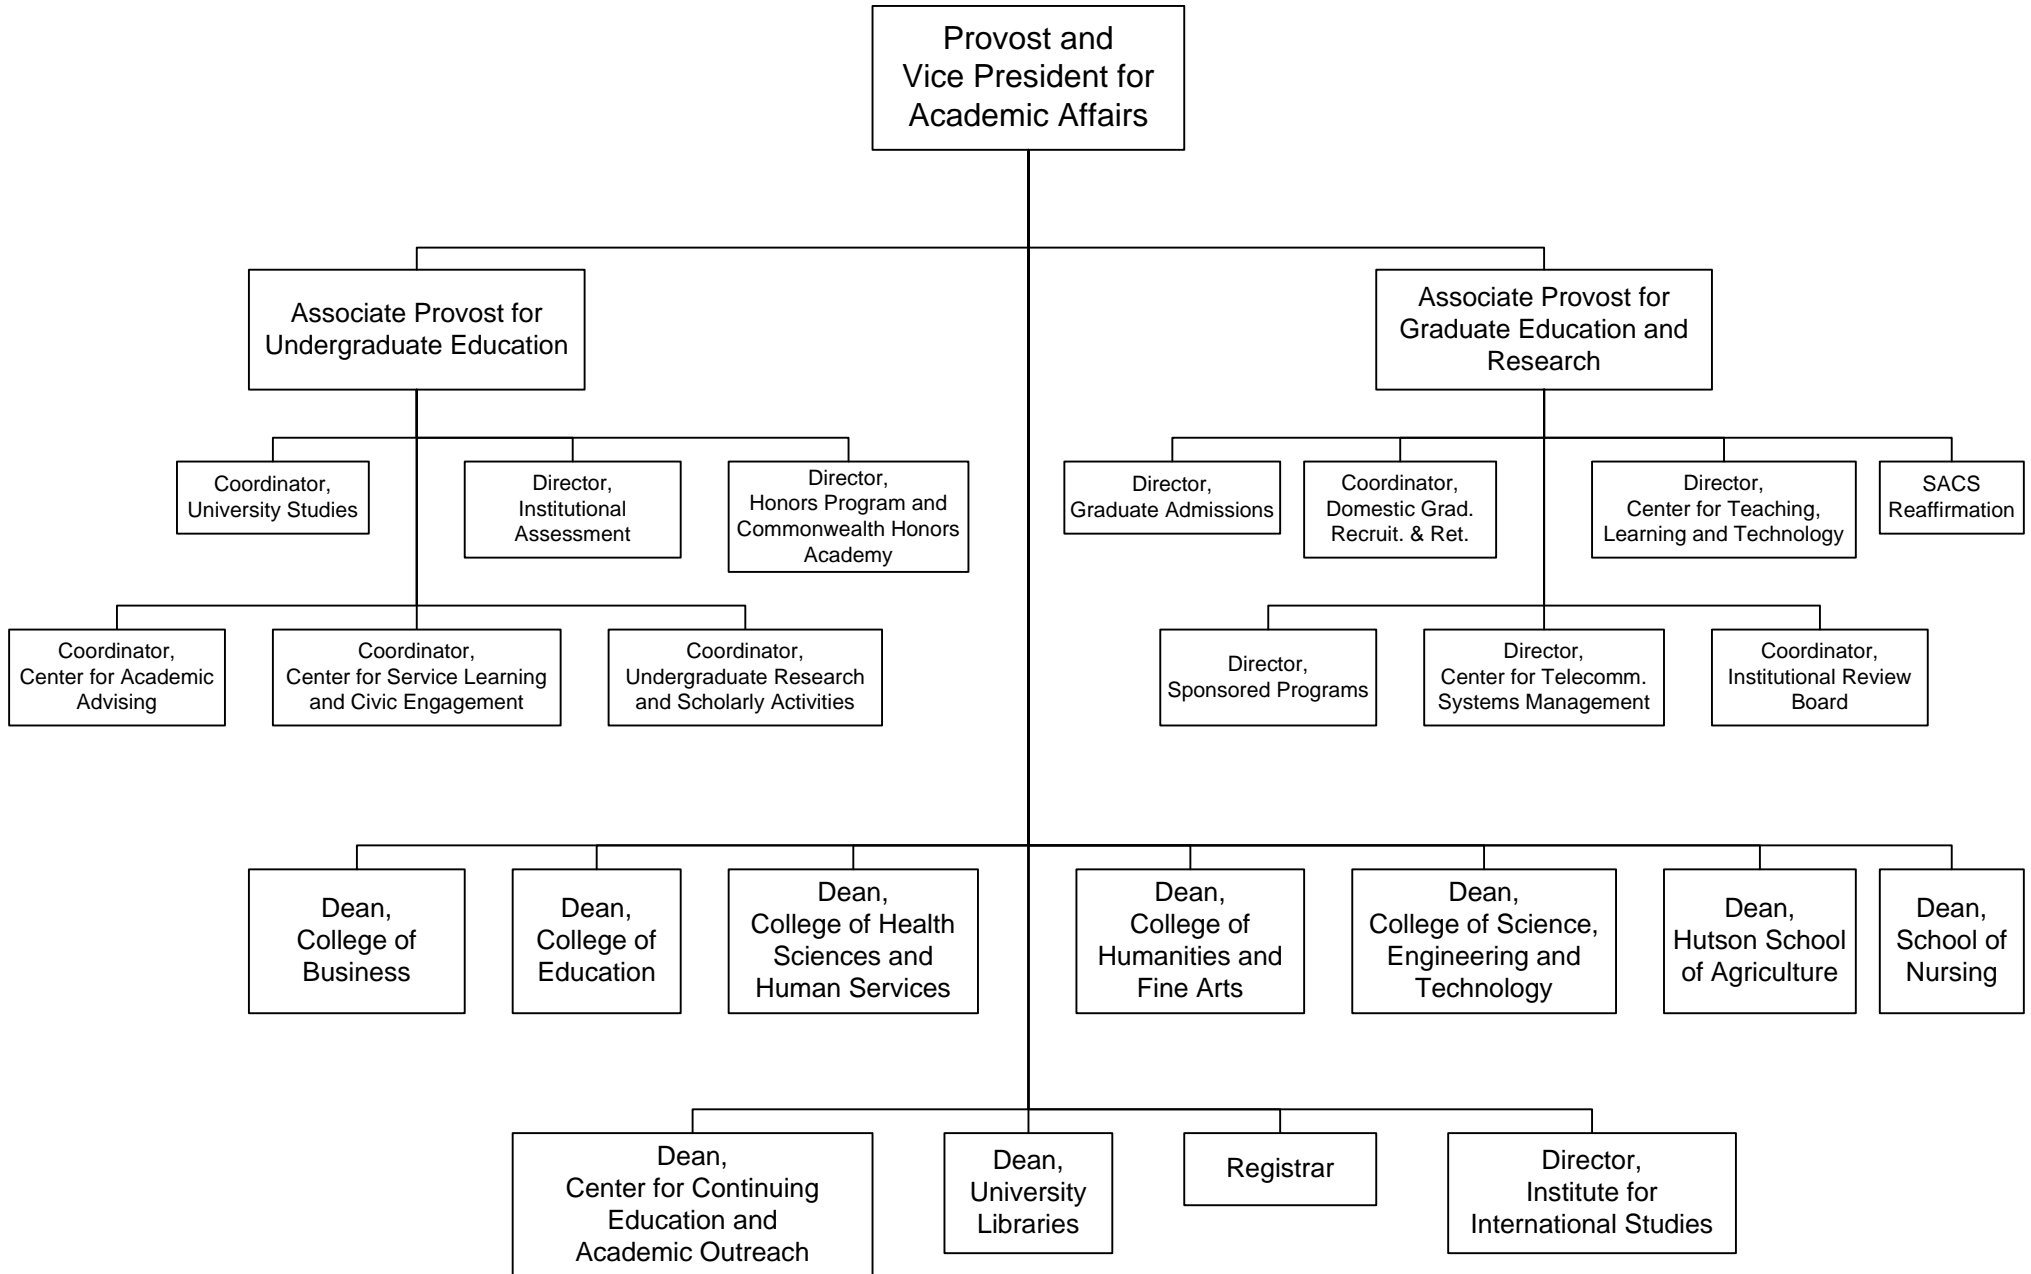 Provost and
Vice President for
Academic Affairs
Associate Provost for
Undergraduate Education
Associate Provost for
Graduate Education and
Research
Coordinator,
University Studies
Director,
Institutional
Assessment
Director,
Honors Program and
Commonwealth Honors
Academy
Director,
Graduate Admissions
Coordinator,
Domestic Grad.
Recruit. & Ret.
Director,
Center for Teaching,
Learning and Technology
SACS
Reaffirmation
Coordinator,
Center for Academic
Advising
Coordinator,
Center for Service Learning
and Civic Engagement
Coordinator,
Undergraduate Research
and Scholarly Activities
Director,
Sponsored Programs
Director,
Center for Telecomm.
Systems Management
Coordinator,
Institutional Review
Board
Dean,
College of
Business
Dean,
College of
Education
Dean,
College of Health
Sciences and
Human Services
Dean,
College of
Humanities and
Fine Arts
Dean,
College of Science,
Engineering and
Technology
Dean,
Hutson School
of Agriculture
Dean,
School of
Nursing
Dean,
Center for Continuing
Education and
Academic Outreach
Dean,
University
Libraries
Registrar
Director,
Institute for
International Studies